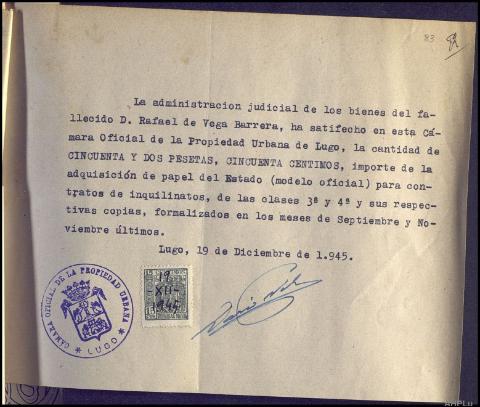 83
La administracion judicial de los bienes del fa-
llecido D. Rafael de Vega Barrera, ha satisfecho en esta Cá-
mara Oficial de la Propiedad Urbana de Lugo, la cantidad de
CINCUENTA Y DOS PESETAS, CINCUENTA CENTIMOS, importe de la
adquisición de papel del Estado (modelo oficial) para con-
tratos de inquilinatos, de las clases 3ª y 4ª y sus respec-
tivas copias, formalizados en los meses de Septiembre y No-
viembre últimos.
Lugo, 19 de Diciembre de 1.945.
CÁMARA OFICIAL DE LA PROPIEDAD URBANA
* LUGO *
19
XII-
1945
AHPLu